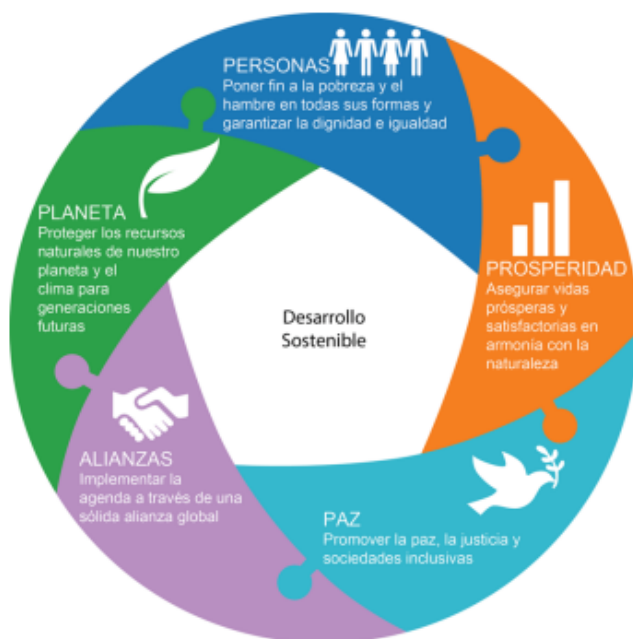 PERSONAS
Poner fin a la pobreza y el
hambre en todas sus formas y
garantizar la dignidad e igualdad
PROSPERIDAD
Asegurar vidas
prósperas y
satisfactorias en
armonía con la
naturaleza
PAZ
Promover la paz, la justicia y
sociedades inclusivas
ALIANZAS
Implementar la
agenda a través de una
sólida alianza global
PLANETA
Proteger los recursos
naturales de nuestro
planeta y el
clima para
generaciones
futuras
Desarrollo
Sostenible